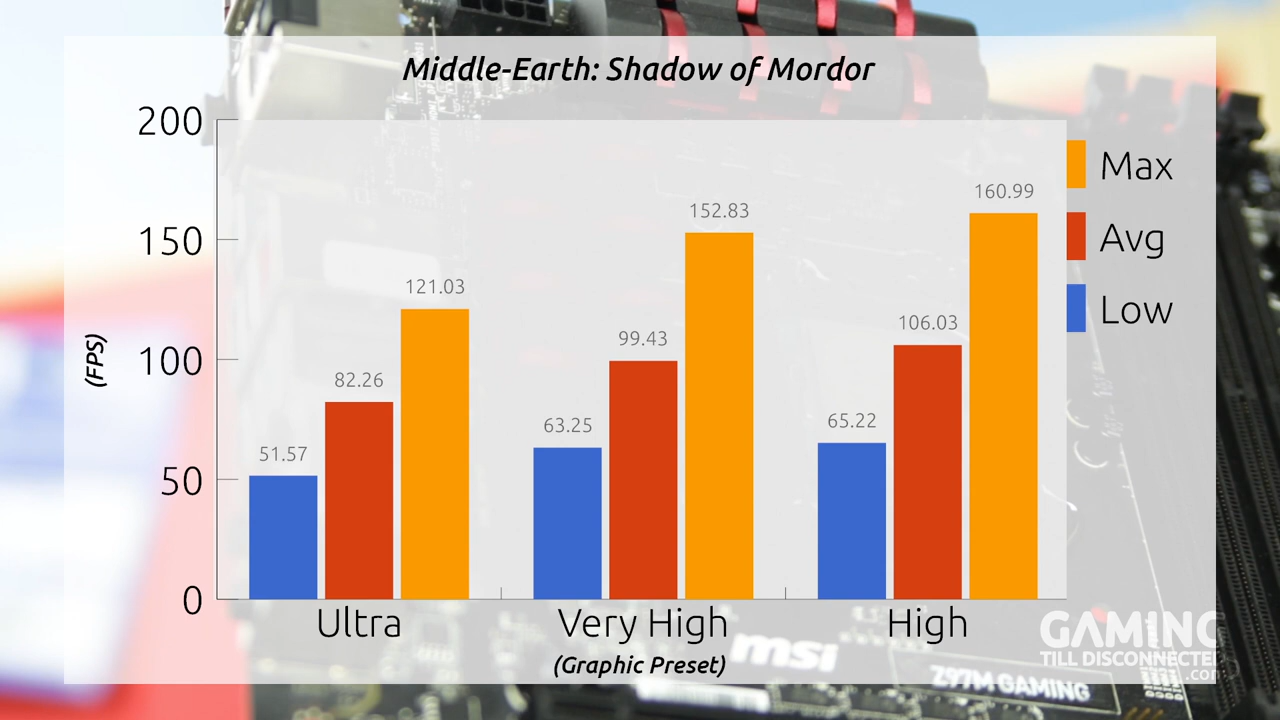 Middle-Earth: Shadow of Mordor
200
150
100
50
0
(FPS)
51.57
82.26
121.03
63.25
99.43
152.83
65.22
106.03
160.99
Max
Avg
Low
Ultra
Very High
High
(Graphic Preset)
msi
Z97M GAMING
GAMING
TILL DISCONNECTED
.com